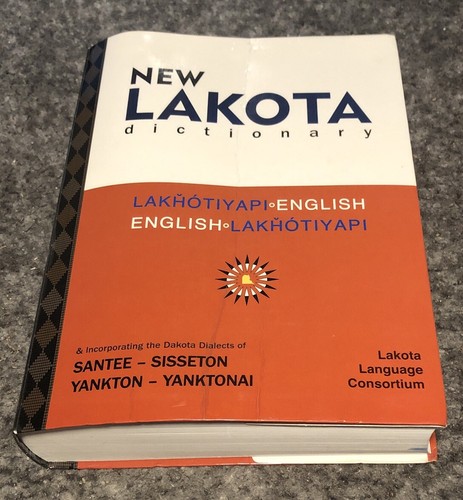 NEW
LAKOTA
dictionary
LAKȞÓTIYAPI◦ENGLISH
ENGLISH◦LAKȞÓTIYAPI
& Incorporating the Dakota Dialects of
SANTEE – SISSETON
YANKTON – YANKTONAI
Lakota
Language
Consortium